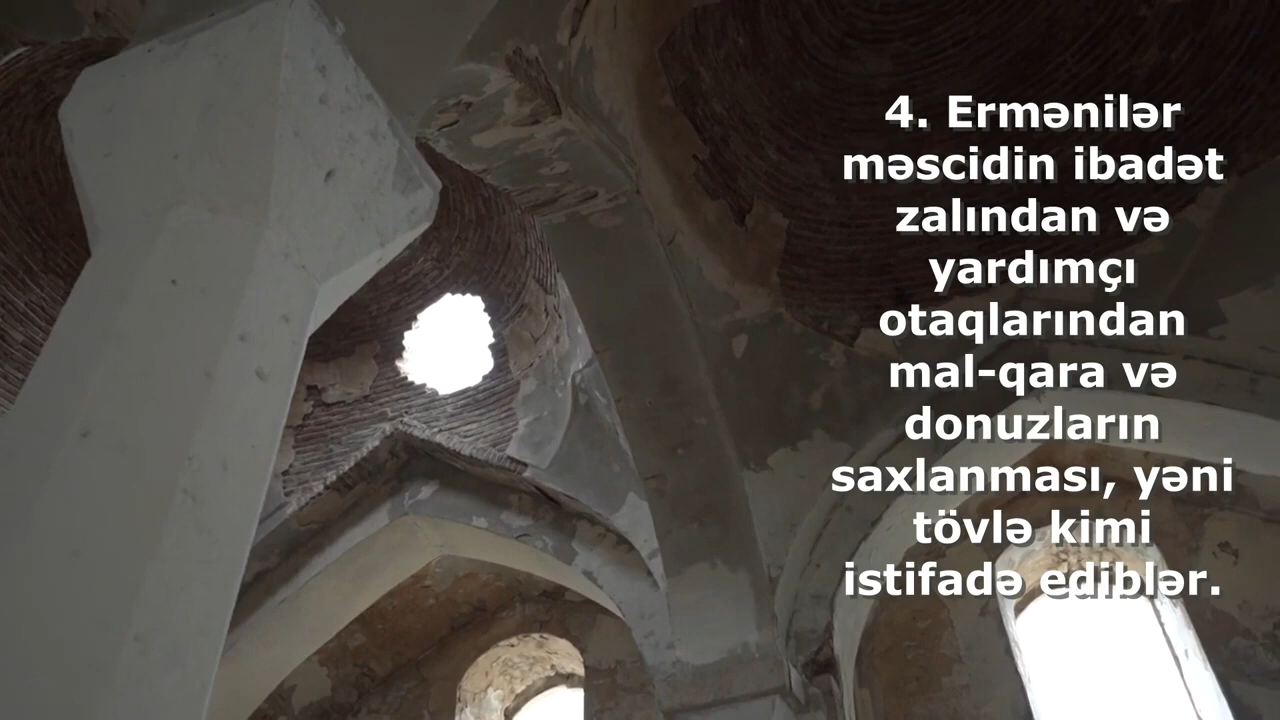 4. Ermənilər
məscidin ibadət
zalından və
yardımçı
otaqlarından
mal-qara və
donuzların
saxlanması, yəni
tövlə kimi
istifadə ediblər.